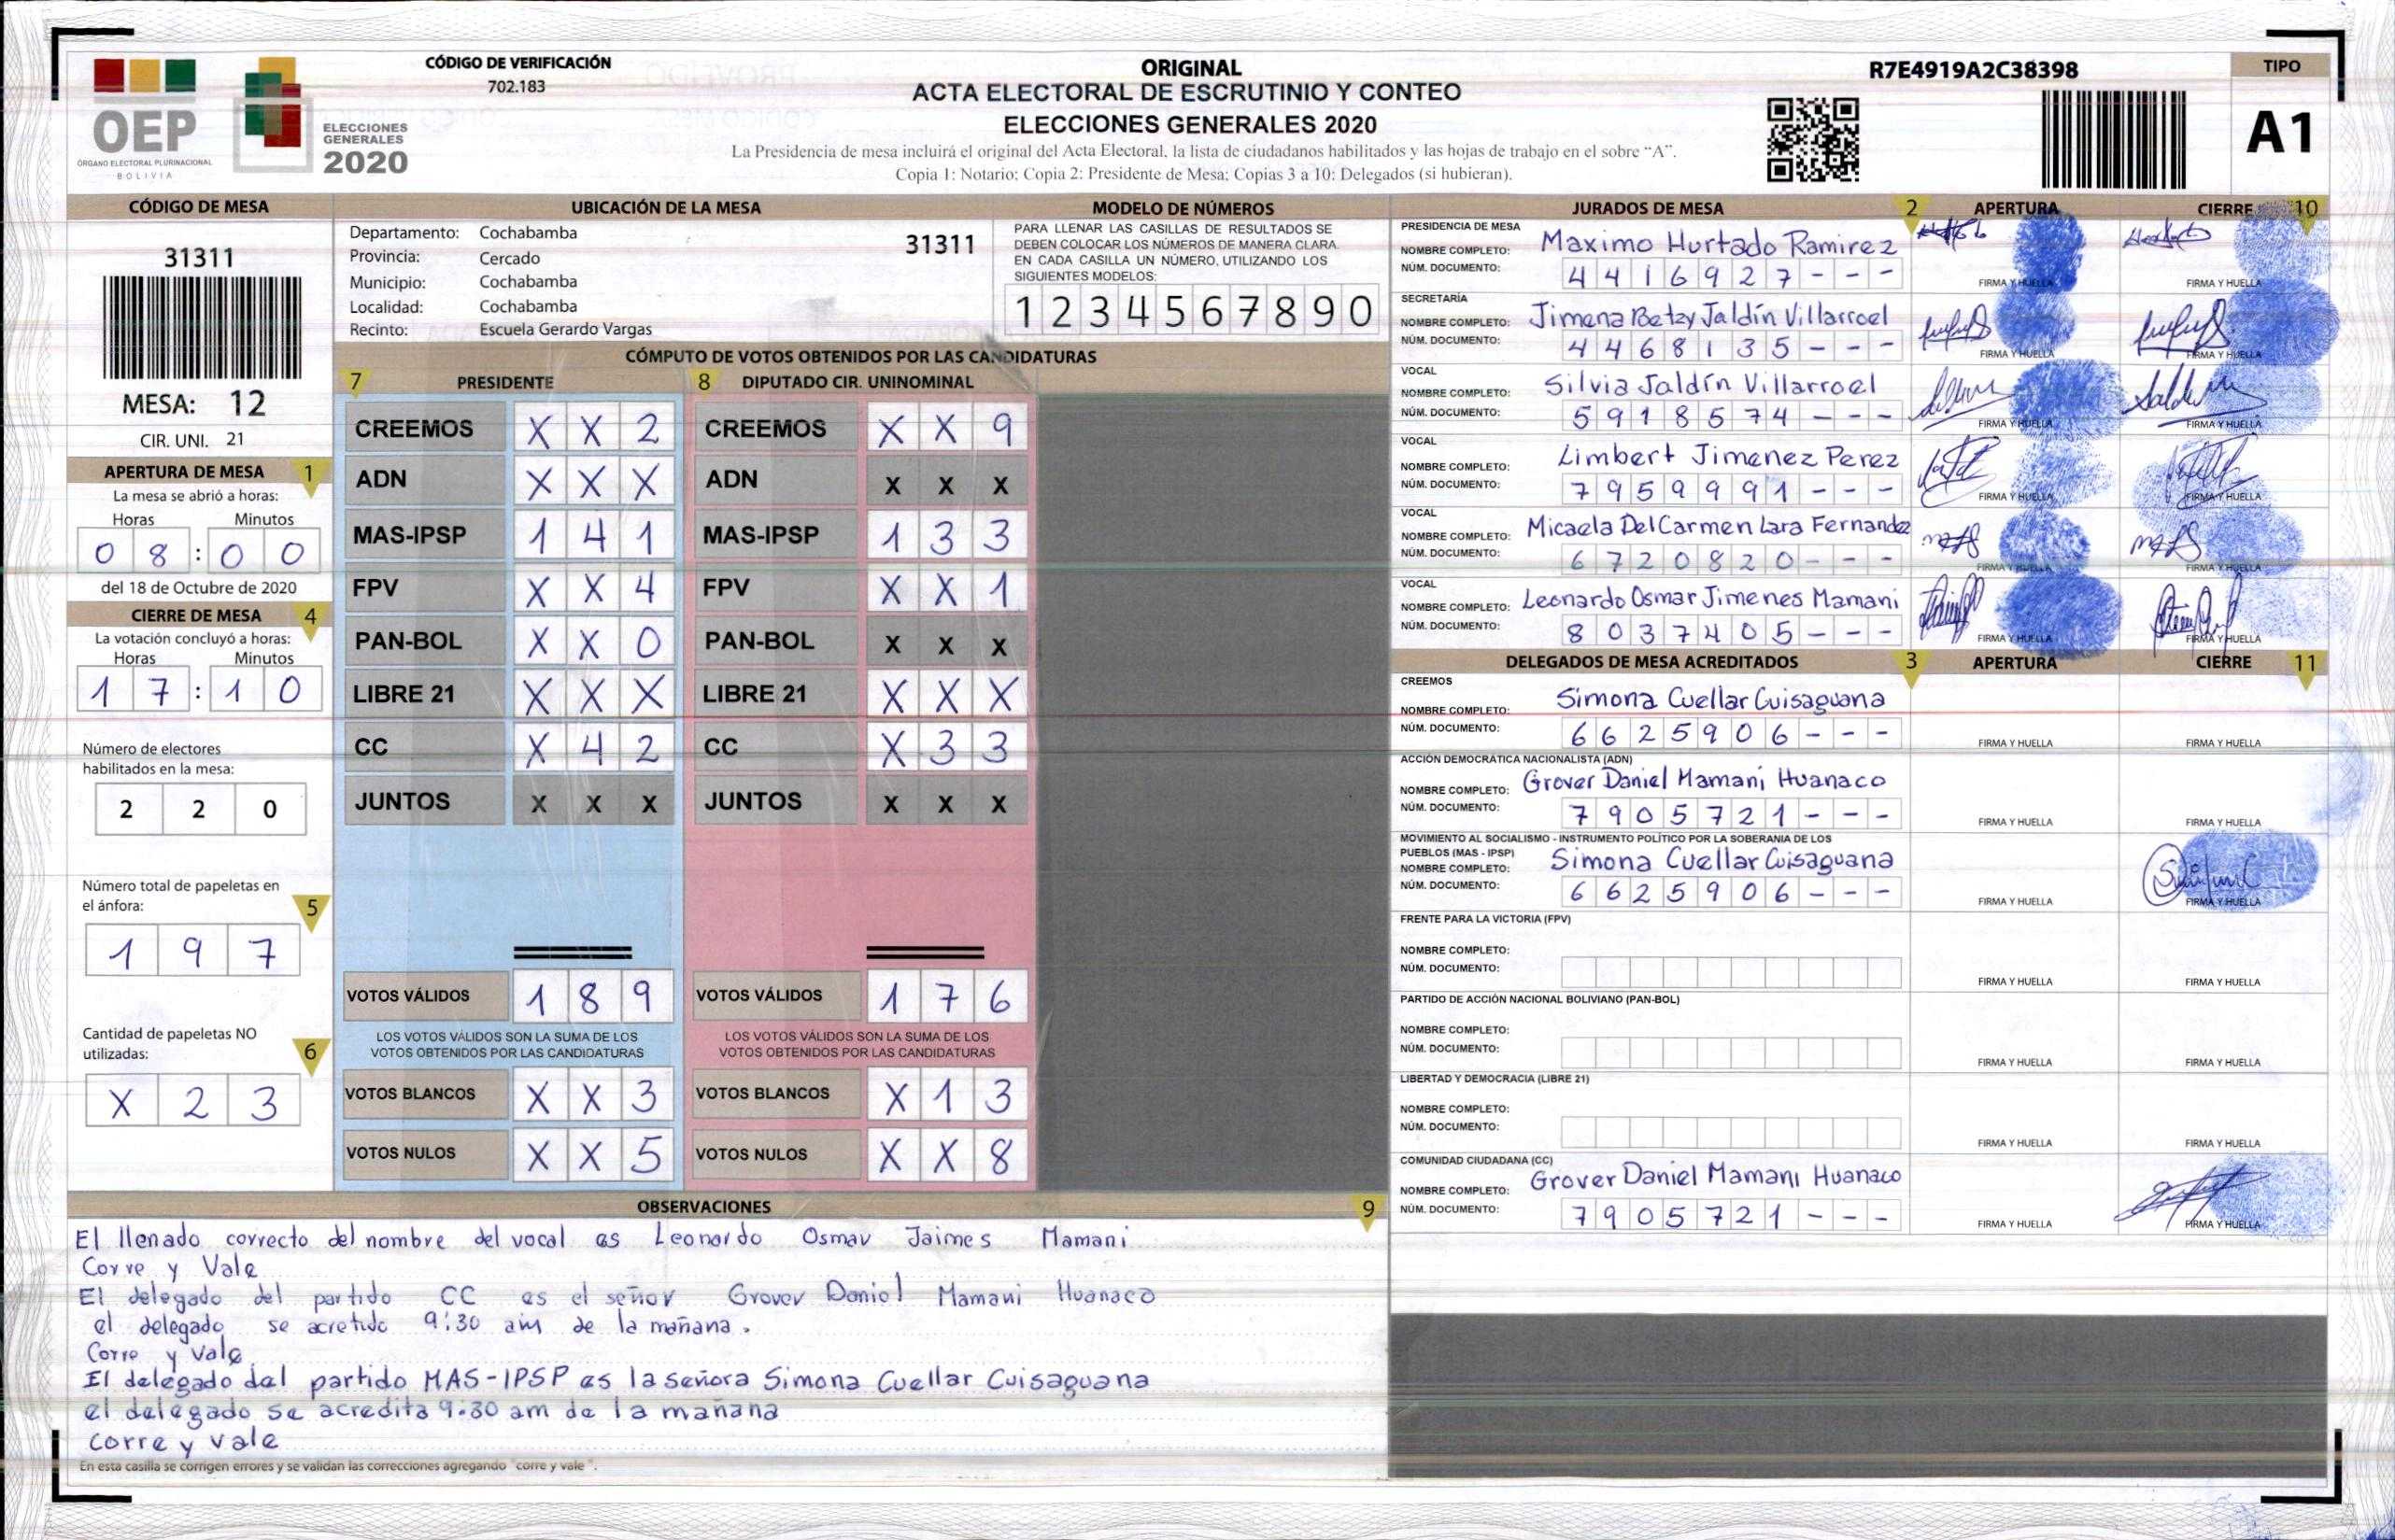 CÓDIGO DE VERIFICACIÓN
702.183
ORIGINAL
ACTA ELECTORAL DE ESCRUTINIO Y CONTEO
ELECCIONES GENERALES 2020
La Presidencia de mesa incluirá el original del Acta Electoral, la lista de ciudadanos habilitados y las hojas de trabajo en el sobre “A”.
Copia 1: Notario; Copia 2: Presidente de Mesa; Copias 3 a 10: Delegados (si hubieran).
R7E4919A2C38398
TIPO
A1
OEP
ÓRGANO ELECTORAL PLURINACIONAL
BOLIVIA
ELECCIONES
GENERALES
2020
CÓDIGO DE MESA
31311
MESA: 12
CIR. UNI. 21
APERTURA DE MESA 1
La mesa se abrió a horas:
Horas Minutos
0 8 : 0 0
del 18 de Octubre de 2020
CIERRE DE MESA 4
La votación concluyó a horas:
Horas Minutos
1 7 : 1 0
Número de electores
habilitados en la mesa:
2 2 0
Número total de papeletas en
el ánfora: 5
1 9 7
Cantidad de papeletas NO
utilizadas: 6
X 2 3
UBICACIÓN DE LA MESA
Departamento: Cochabamba
Provincia: Cercado
Municipio: Cochabamba
Localidad: Cochabamba
Recinto: Escuela Gerardo Vargas
31311
MODELO DE NÚMEROS
PARA LLENAR LAS CASILLAS DE RESULTADOS SE
DEBEN COLOCAR LOS NÚMEROS DE MANERA CLARA
EN CADA CASILLA UN NÚMERO, UTILIZANDO LOS
SIGUIENTES MODELOS:
1 2 3 4 5 6 7 8 9 0
CÓMPUTO DE VOTOS OBTENIDOS POR LAS CANDIDATURAS
7 PRESIDENTE
CREEMOS X X 2
ADN X X X
MAS-IPSP 1 4 1
FPV X X 4
PAN-BOL X X 0
LIBRE 21 X X X
CC X 4 2
JUNTOS X X X
VOTOS VÁLIDOS 1 8 9
LOS VOTOS VÁLIDOS SON LA SUMA DE LOS
VOTOS OBTENIDOS POR LAS CANDIDATURAS
VOTOS BLANCOS X X 3
VOTOS NULOS X X 5
8 DIPUTADO CIR. UNINOMINAL
CREEMOS X X 9
ADN X X X
MAS-IPSP 1 3 3
FPV X X 1
PAN-BOL X X X
LIBRE 21 X X X
CC X 3 3
JUNTOS X X X
VOTOS VÁLIDOS 1 7 6
LOS VOTOS VÁLIDOS SON LA SUMA DE LOS
VOTOS OBTENIDOS POR LAS CANDIDATURAS
VOTOS BLANCOS X 1 3
VOTOS NULOS X X 8
OBSERVACIONES 9
El llenado correcto del nombre del vocal es Leonardo Osmar Jaimes Mamani
Corre y Vale
El delegado del partido CC es el señor Grover Daniel Mamani Huanaco
el delegado se acretido 9:30 am de la mañana.
Corre y Vale
El delegado del partido MAS-IPSP es la señora Simona Cuellar Cuisaguana
el delegado se acredita 9:30 am de la mañana
corre y vale
En esta casilla se corrigen errores y se validan las correcciones agregando "corre y vale".
JURADOS DE MESA 2 APERTURA CIERRE 10
PRESIDENCIA DE MESA
NOMBRE COMPLETO: Maximo Hurtado Ramirez
NÚM. DOCUMENTO: 4 4 1 6 9 2 7 - - -
FIRMA Y HUELLA FIRMA Y HUELLA
SECRETARÍA
NOMBRE COMPLETO: Jimena Betzy Jaldín Villarroel
NÚM. DOCUMENTO: 4 4 6 8 1 3 5 - - -
FIRMA Y HUELLA FIRMA Y HUELLA
VOCAL
NOMBRE COMPLETO: Silvia Jaldín Villarroel
NÚM. DOCUMENTO: 5 9 1 8 5 7 4 - - -
FIRMA Y HUELLA FIRMA Y HUELLA
VOCAL
NOMBRE COMPLETO: Limbert Jimenez Perez
NÚM. DOCUMENTO: 7 9 5 9 9 9 1 - - -
FIRMA Y HUELLA FIRMA Y HUELLA
VOCAL
NOMBRE COMPLETO: Micaela Del Carmen Lara Fernandez
NÚM. DOCUMENTO: 6 7 2 0 8 2 0 - - -
FIRMA Y HUELLA FIRMA Y HUELLA
VOCAL
NOMBRE COMPLETO: Leonardo Osmar Jimenes Mamani
NÚM. DOCUMENTO: 8 0 3 7 4 0 5 - - -
FIRMA Y HUELLA FIRMA Y HUELLA
DELEGADOS DE MESA ACREDITADOS 3 APERTURA CIERRE 11
CREEMOS
NOMBRE COMPLETO: Simona Cuellar Cuisaguana
NÚM. DOCUMENTO: 6 6 2 5 9 0 6 - - -
FIRMA Y HUELLA FIRMA Y HUELLA
ACCIÓN DEMOCRÁTICA NACIONALISTA (ADN)
NOMBRE COMPLETO: Grover Daniel Mamani Huanaco
NÚM. DOCUMENTO: 7 9 0 5 7 2 1 - - -
FIRMA Y HUELLA FIRMA Y HUELLA
MOVIMIENTO AL SOCIALISMO - INSTRUMENTO POLÍTICO POR LA SOBERANIA DE LOS
PUEBLOS (MAS - IPSP)
NOMBRE COMPLETO: Simona Cuellar Cuisaguana
NÚM. DOCUMENTO: 6 6 2 5 9 0 6 - - -
FIRMA Y HUELLA FIRMA Y HUELLA
FRENTE PARA LA VICTORIA (FPV)
NOMBRE COMPLETO:
NÚM. DOCUMENTO:
FIRMA Y HUELLA FIRMA Y HUELLA
PARTIDO DE ACCIÓN NACIONAL BOLIVIANO (PAN-BOL)
NOMBRE COMPLETO:
NÚM. DOCUMENTO:
FIRMA Y HUELLA FIRMA Y HUELLA
LIBERTAD Y DEMOCRACIA (LIBRE 21)
NOMBRE COMPLETO:
NÚM. DOCUMENTO:
FIRMA Y HUELLA FIRMA Y HUELLA
COMUNIDAD CIUDADANA (CC)
NOMBRE COMPLETO: Grover Daniel Mamani Huanaco
NÚM. DOCUMENTO: 7 9 0 5 7 2 1 - - -
FIRMA Y HUELLA FIRMA Y HUELLA